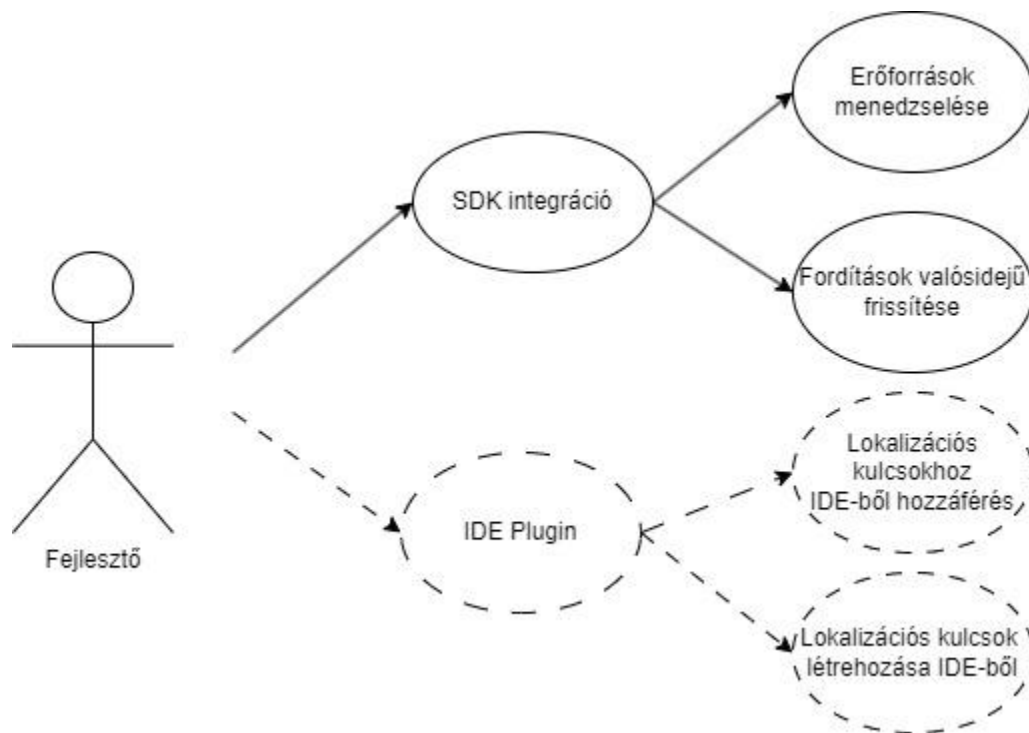 Erőforrások
menedzselése
SDK integráció
Fordítások valósidejű
frissítése
Lokalizációs
kulcsokhoz
IDE-ből hozzáférés
IDE Plugin
Fejlesztő
Lokalizációs kulcsok
létrehozása IDE-ből